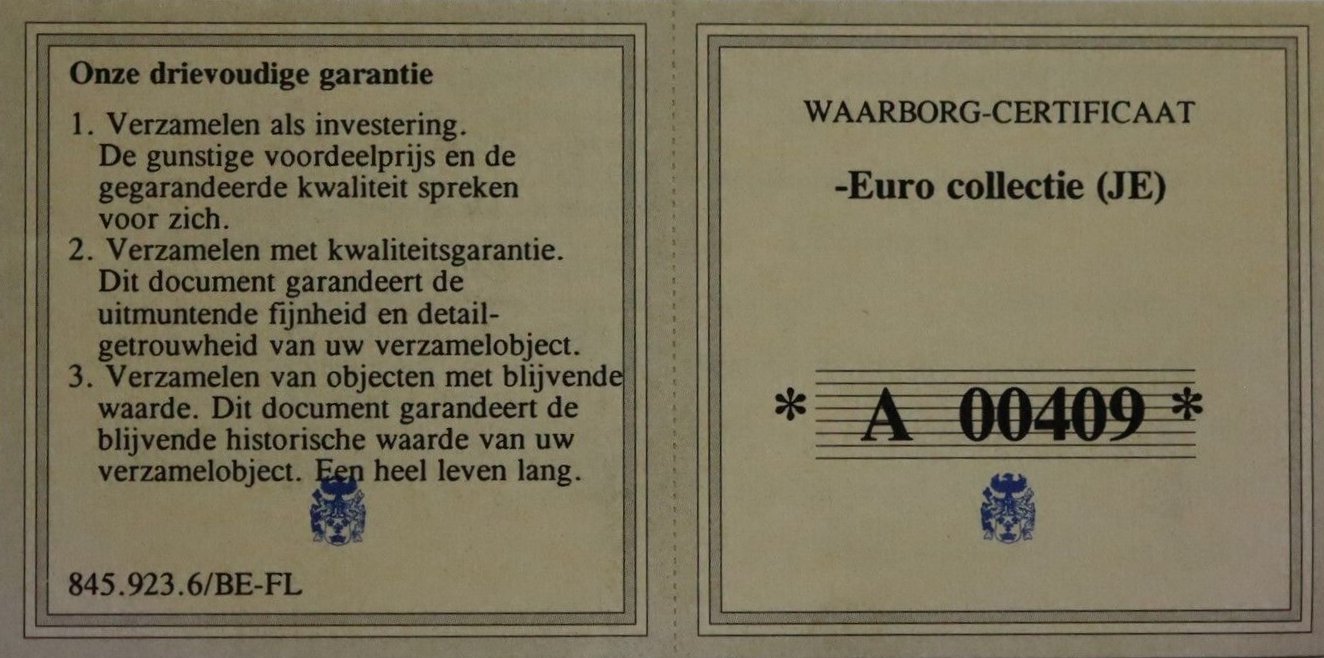 Onze drievoudige garantie
1. Verzamelen als investering.
De gunstige voordeelprijs en de
gegarandeerde kwaliteit spreken
voor zich.
2. Verzamelen met kwaliteitsgarantie.
Dit document garandeert de
uitmuntende fijnheid en detail-
getrouwheid van uw verzamelobject.
3. Verzamelen van objecten met blijvende
waarde. Dit document garandeert de
blijvende historische waarde van uw
verzamelobject. Een heel leven lang.
845.923.6/BE-FL
WAARBORG-CERTIFICAAT
-Euro collectie (JE)
* A 00409 *